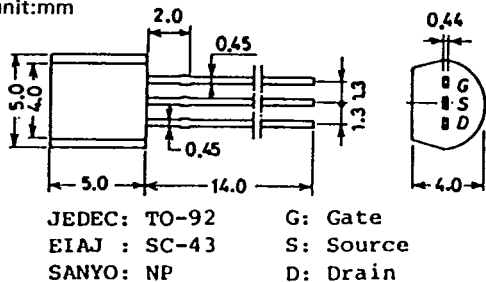 unit:mm
2.0
0.45
0.44
5.0
4.0
1.3
1.3
G
S
D
0.45
5.0
14.0
4.0
JEDEC: TO-92 G: Gate
EIAJ : SC-43 S: Source
SANYO: NP D: Drain